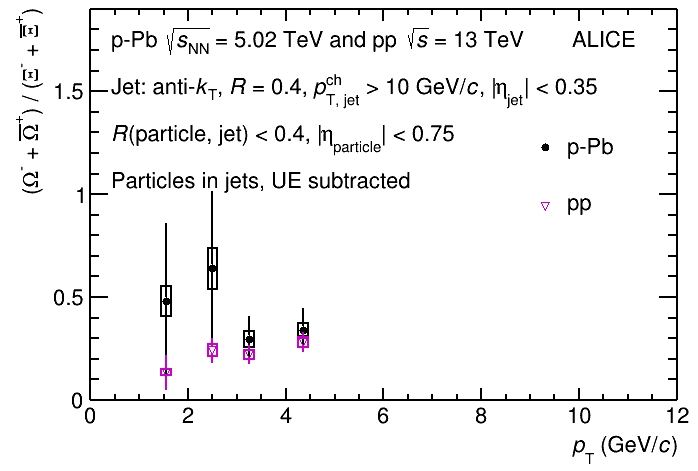 p-Pb √s_NN = 5.02 TeV and pp √s = 13 TeV ALICE
Jet: anti-k_T, R = 0.4, p_T, jet^ch > 10 GeV/c, |η_jet| < 0.35
R(particle, jet) < 0.4, |η_particle| < 0.75
Particles in jets, UE subtracted
p-Pb
pp
(Ω⁻ + Ω̅⁺) / (Ξ⁻ + Ξ̅⁺)
1.5
1
0.5
0
0 2 4 6 8 10 12
p_T (GeV/c)